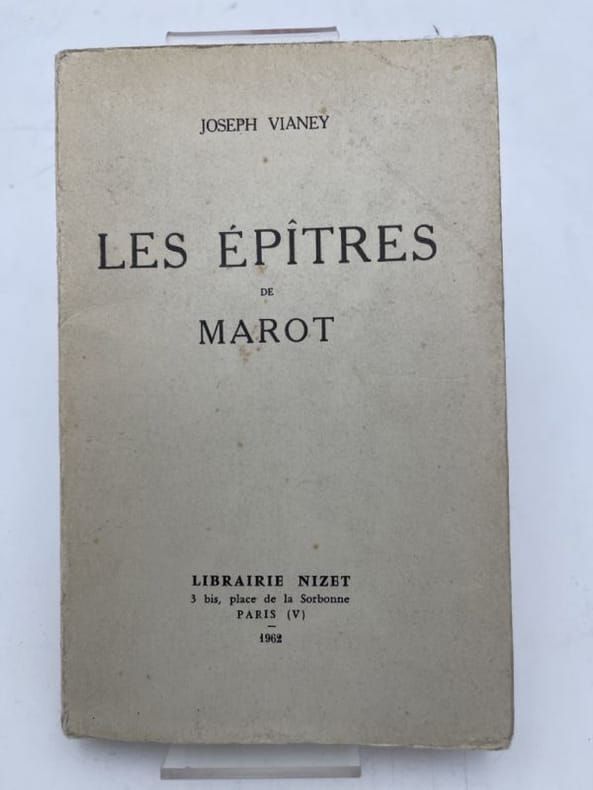 JOSEPH VIANEY
LES ÉPÎTRES
DE
MAROT
LIBRAIRIE NIZET
3 bis, place de la Sorbonne
PARIS (V)
—
1962